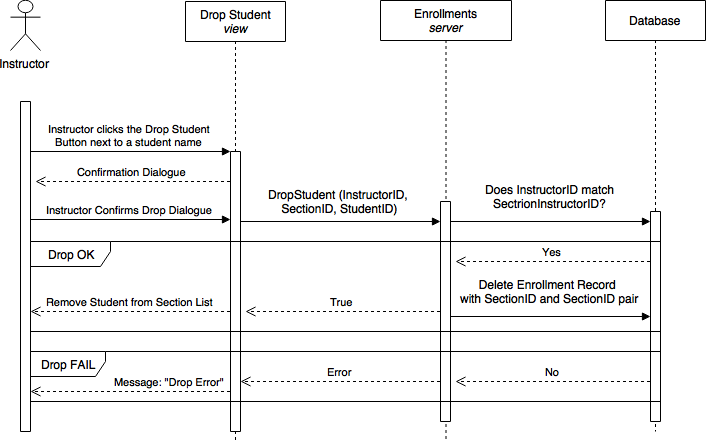 Drop Student
view
Enrollments
server
Database
Instructor
Instructor clicks the Drop Student
Button next to a student name
Confirmation Dialogue
Instructor Confirms Drop Dialogue
DropStudent (InstructorID,
SectionID, StudentID)
Does InstructorID match
SectrionInstructorID?
Drop OK
Yes
Delete Enrollment Record
with SectionID and SectionID pair
Remove Student from Section List
True
Drop FAIL
Message: "Drop Error"
Error
No